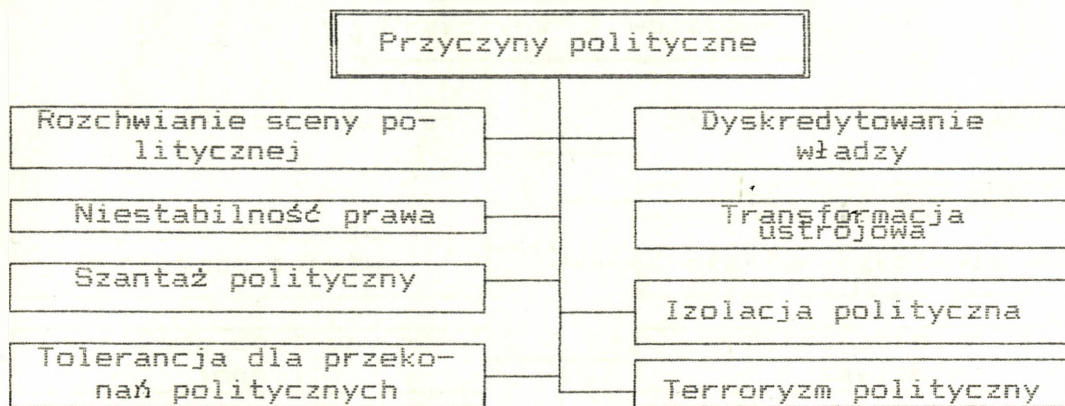 Przyczyny polityczne
Rozchwianie sceny po-
litycznej
Dyskredytowanie
władzy
Niestabilność prawa
Transformacja
ustrojowa
Szantaż polityczny
Izolacja polityczna
Tolerancja dla przeko-
nań politycznych
Terroryzm polityczny